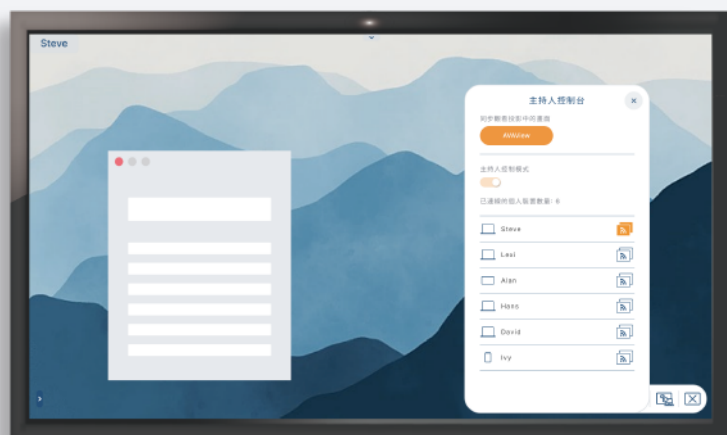 Steve
主持人控制台
同步觀看投影中的畫面
AVAView
主持人控制模式
已連線的個人裝置數量: 6
Steve
Lexi
Alan
Hans
David
Ivy